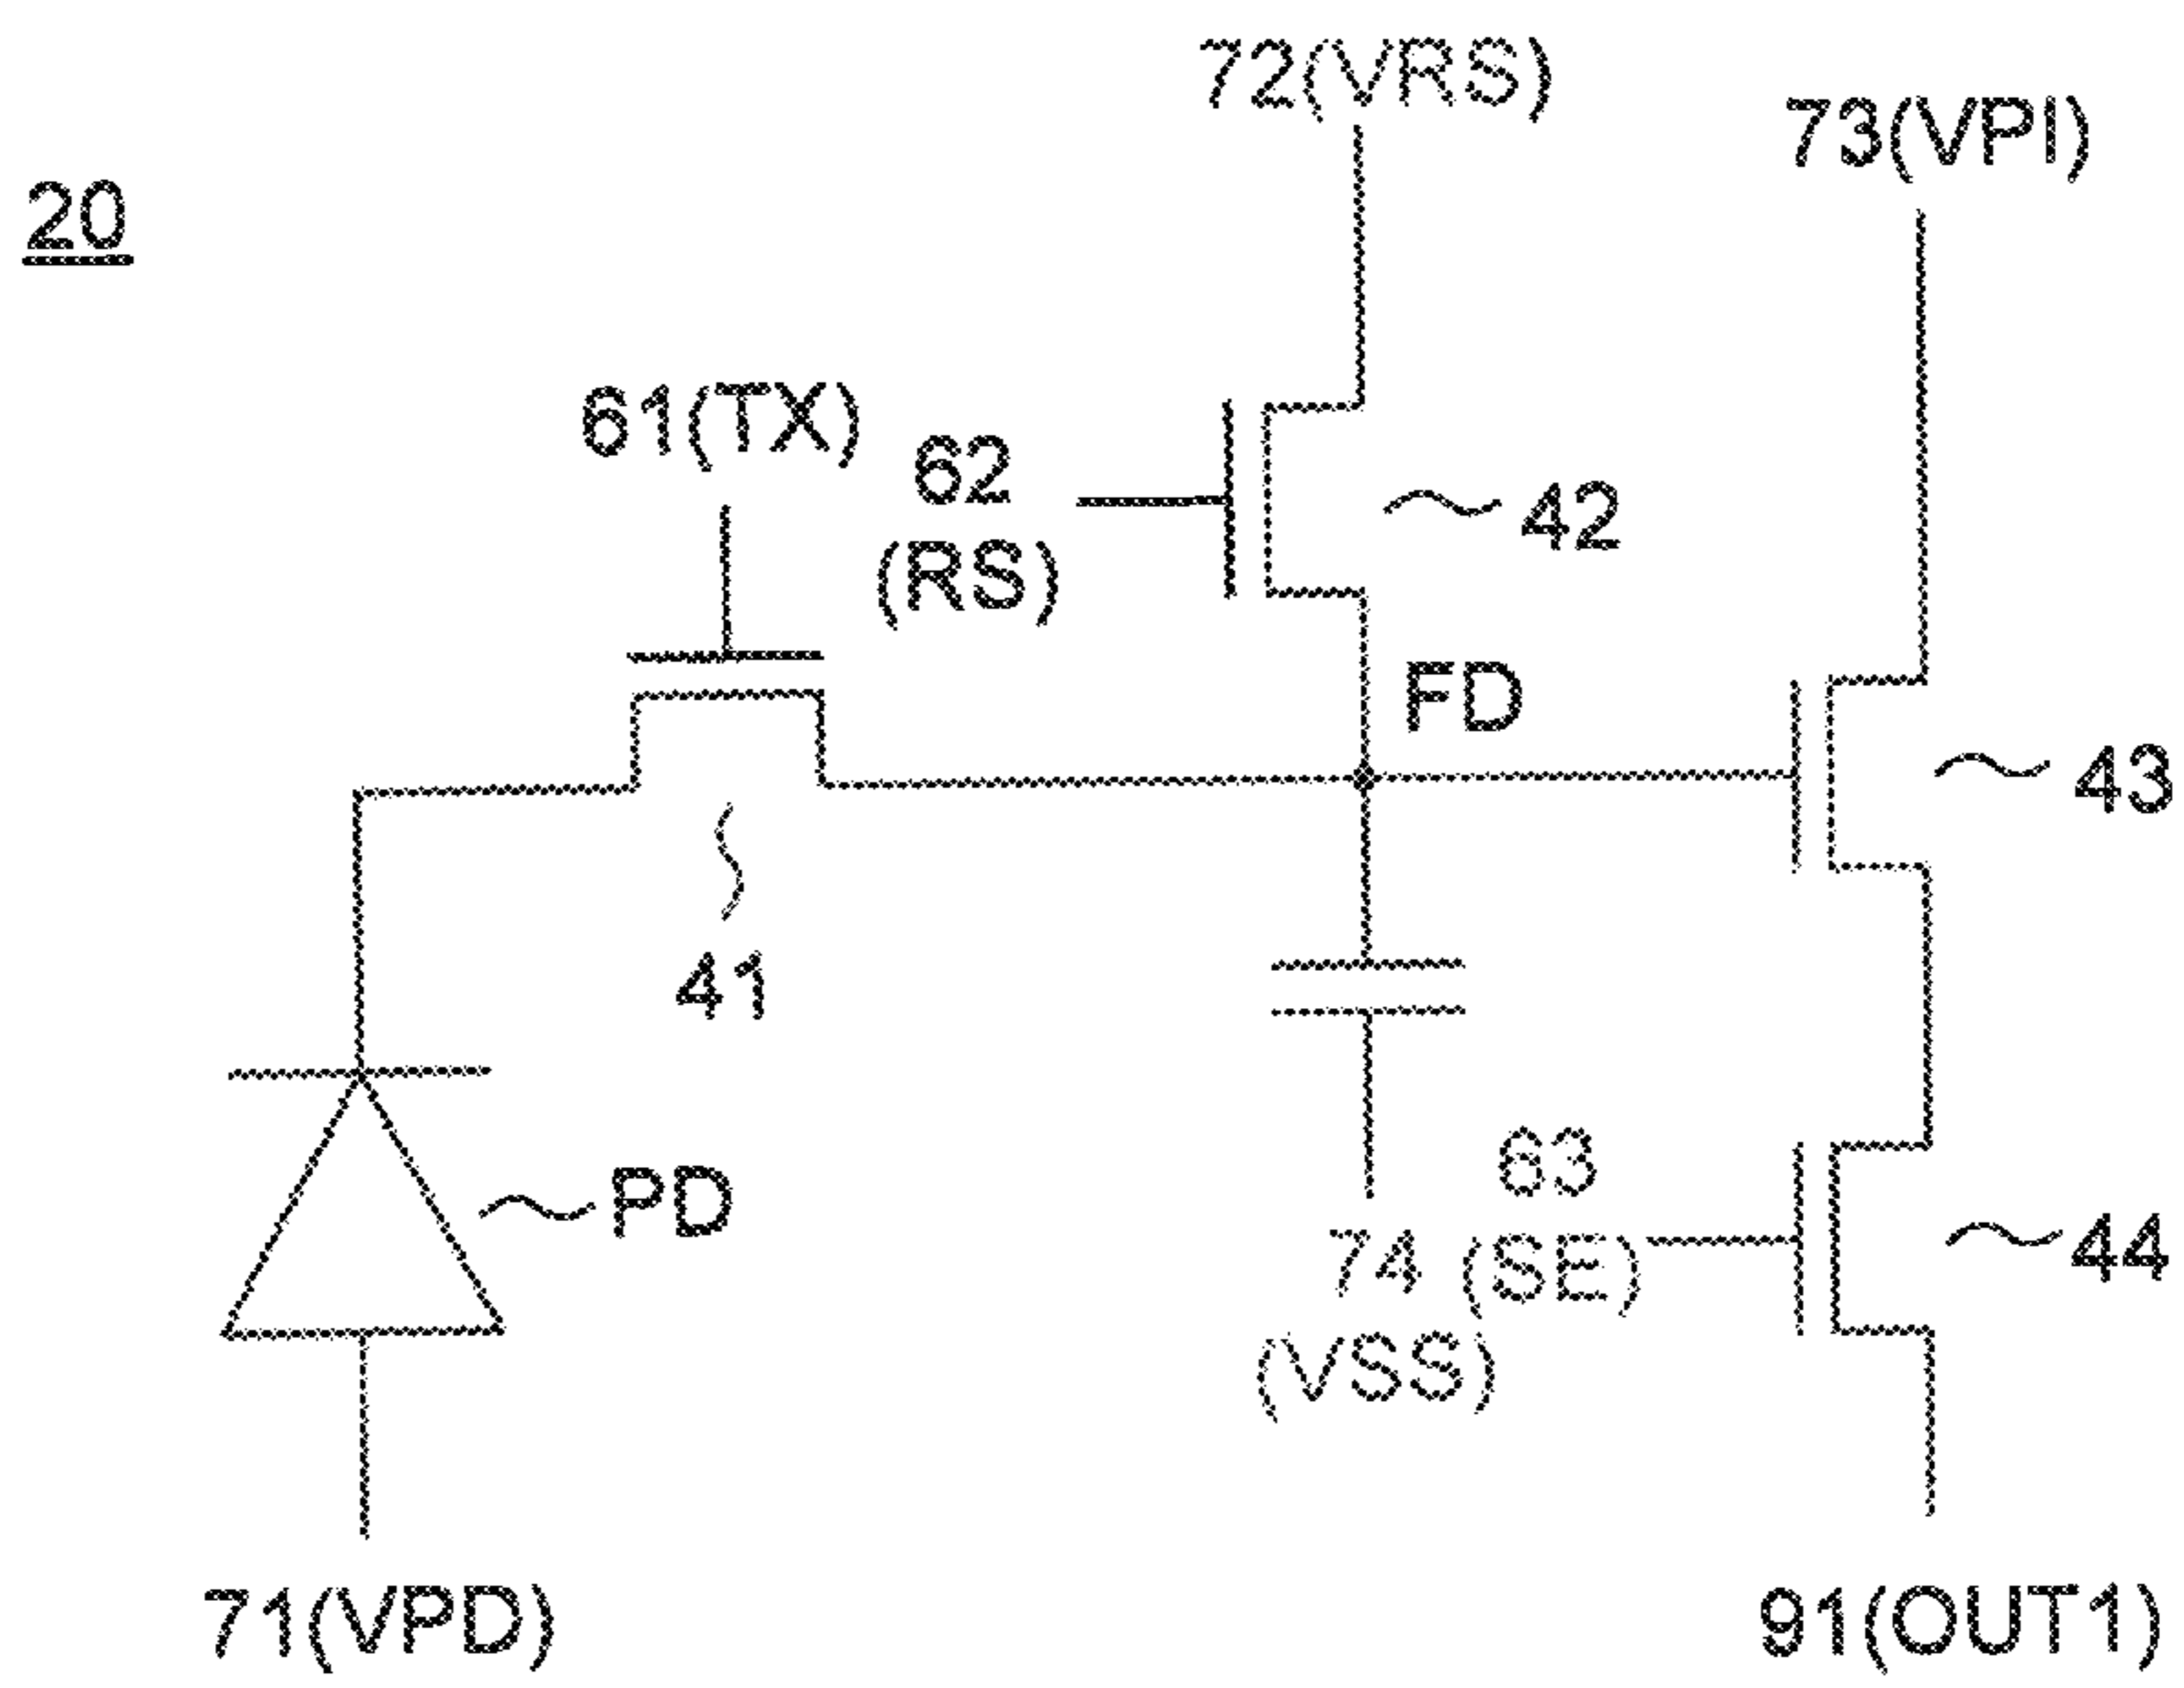 72(VRS)
73(VPI)
20
61(TX)
62
(RS)
42
FD
43
41
63
PD
74 (SE)
44
(VSS)
71(VPD)
91(OUT1)